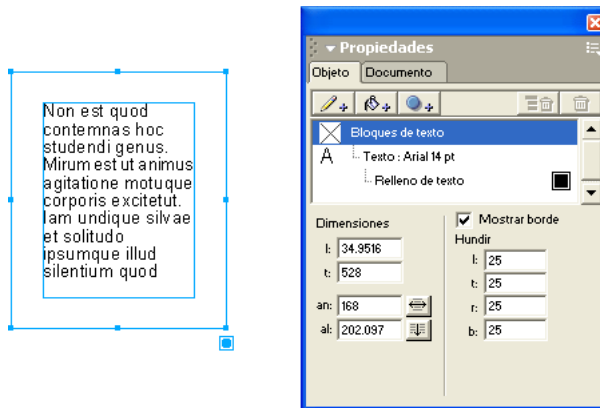 Non est quod
contemnas hoc
studendi genus.
Mirum est ut animus
agitatione motuque
corporis excitetut.
Iam undique silvae
et solitudo
ipsumque illud
silentium quod
Propiedades
Objeto Documento
Bloques de texto
A Texto : Arial 14 pt
Relleno de texto
Dimensiones
l: 34.9516
t: 528
an: 168
al: 202.097
Mostrar borde
Hundir
l: 25
t: 25
r: 25
b: 25